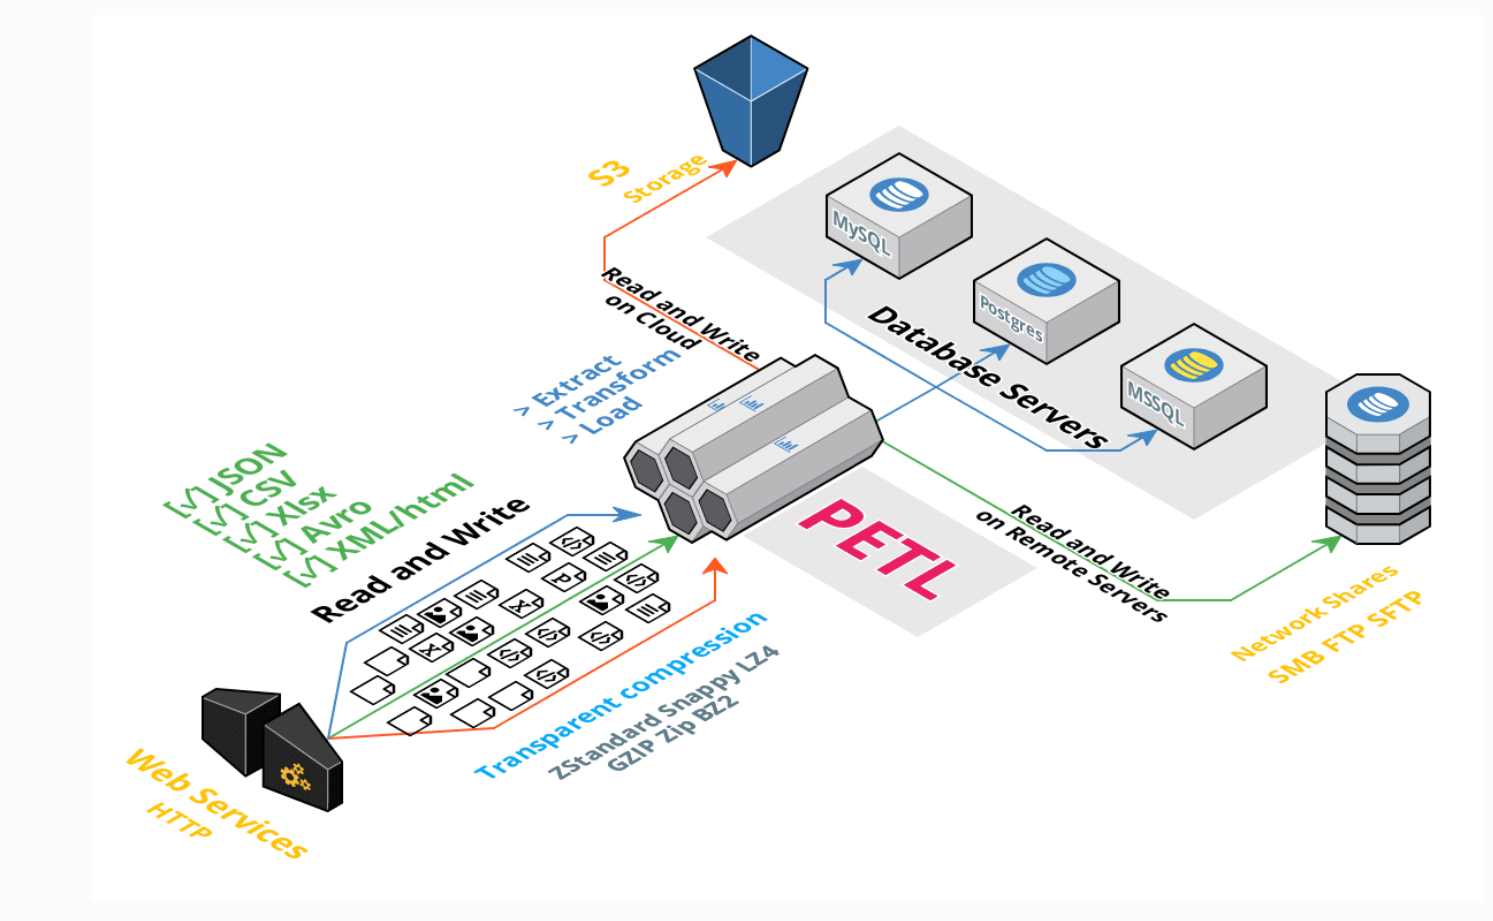 S3
Storage
MySQL
Postgres
MSSQL
Database Servers
Read and Write
on Cloud
> Extract
> Transform
> Load
[√] JSON
[√] CSV
[√] Xlsx
[√] Avro
[√] XML/html
Read and Write
PETL
Read and Write
on Remote Servers
Network Shares
SMB FTP SFTP
Transparent compression
ZStandard Snappy LZ4
GZIP Zip BZ2
Web Services
HTTP